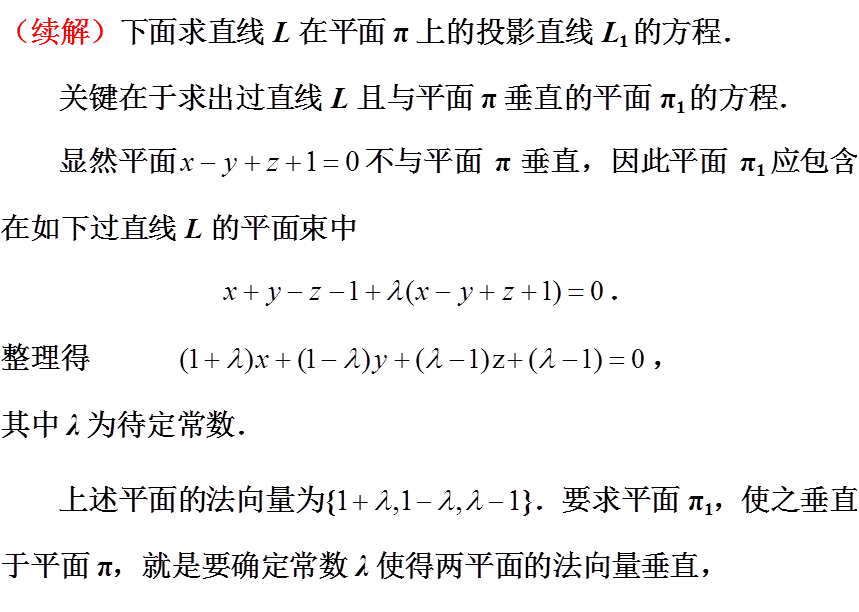 （续解）下面求直线 L 在平面 π 上的投影直线 L₁ 的方程．
关键在于求出过直线 L 且与平面 π 垂直的平面 π₁ 的方程．
显然平面 x − y + z + 1 = 0 不与平面 π 垂直，因此平面 π₁ 应包含
在如下过直线 L 的平面束中
x + y − z − 1 + λ(x − y + z + 1) = 0．
整理得 (1 + λ)x + (1 − λ)y + (λ − 1)z + (λ − 1) = 0，
其中 λ 为待定常数．
上述平面的法向量为{1 + λ,1 − λ,λ − 1}．要求平面 π₁，使之垂直
于平面 π，就是要确定常数 λ 使得两平面的法向量垂直，